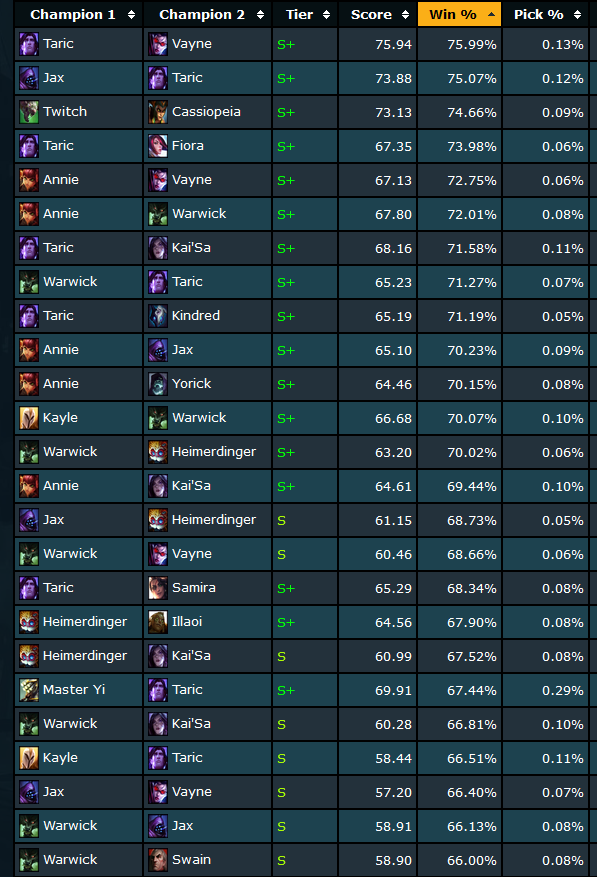 Champion 1 Champion 2 Tier Score Win % Pick %
Taric Vayne S+ 75.94 75.99% 0.13%
Jax Taric S+ 73.88 75.07% 0.12%
Twitch Cassiopeia S+ 73.13 74.66% 0.09%
Taric Fiora S+ 67.35 73.98% 0.06%
Annie Vayne S+ 67.13 72.75% 0.06%
Annie Warwick S+ 67.80 72.01% 0.08%
Taric Kai'Sa S+ 68.16 71.58% 0.11%
Warwick Taric S+ 65.23 71.27% 0.07%
Taric Kindred S+ 65.19 71.19% 0.05%
Annie Jax S+ 65.10 70.23% 0.09%
Annie Yorick S+ 64.46 70.15% 0.08%
Kayle Warwick S+ 66.68 70.07% 0.10%
Warwick Heimerdinger S+ 63.20 70.02% 0.06%
Annie Kai'Sa S+ 64.61 69.44% 0.10%
Jax Heimerdinger S 61.15 68.73% 0.05%
Warwick Vayne S 60.46 68.66% 0.06%
Taric Samira S+ 65.29 68.34% 0.08%
Heimerdinger Illaoi S+ 64.56 67.90% 0.08%
Heimerdinger Kai'Sa S 60.99 67.52% 0.08%
Master Yi Taric S+ 69.91 67.44% 0.29%
Warwick Kai'Sa S 60.28 66.81% 0.10%
Kayle Taric S 58.44 66.51% 0.11%
Jax Vayne S 57.20 66.40% 0.07%
Warwick Jax S 58.91 66.13% 0.08%
Warwick Swain S 58.90 66.00% 0.08%